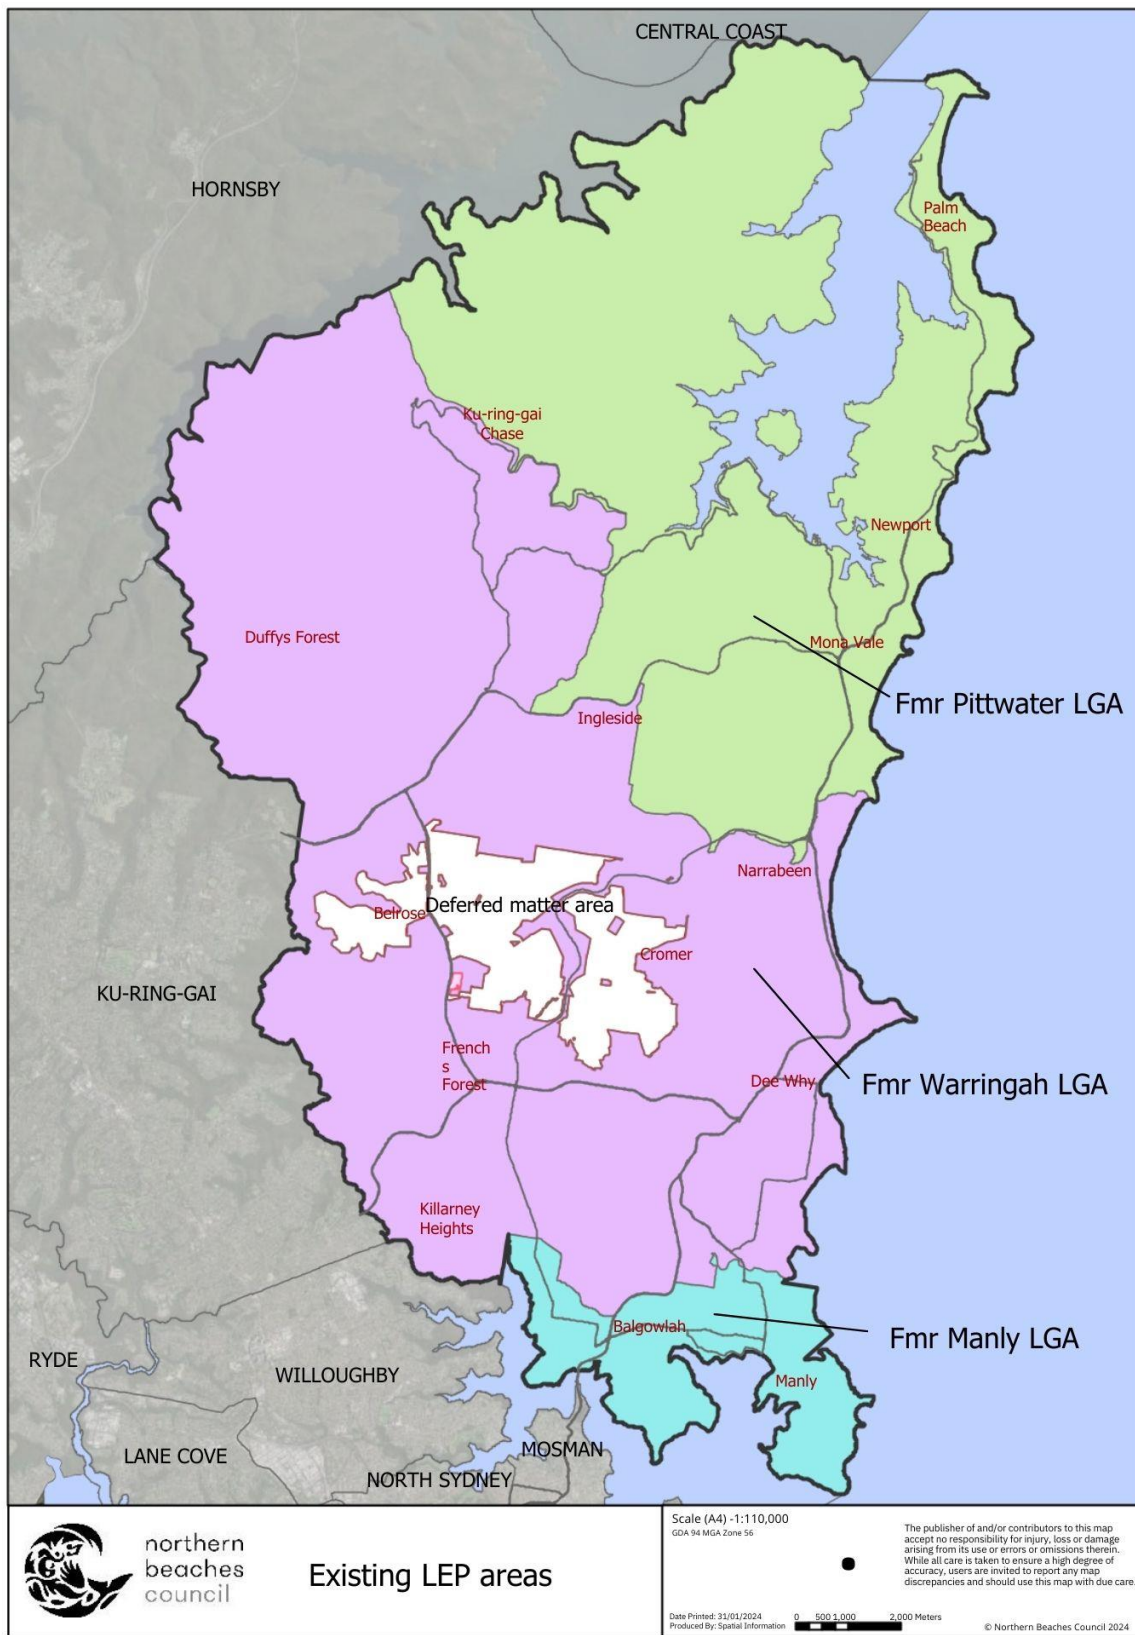 CENTRAL COAST
HORNSBY
Palm
Beach
Ku-ring-gai
Chase
Newport
Duffys Forest
Mona Vale
Fmr Pittwater LGA
Ingleside
Narrabeen
Deferred matter area
Belrose
Cromer
KU-RING-GAI
French
s
Forest
Dee Why
Fmr Warringah LGA
Killarney
Heights
Balgowlah
Fmr Manly LGA
RYDE
WILLOUGHBY
Manly
LANE COVE
MOSMAN
NORTH SYDNEY
northern
beaches
council
Existing LEP areas
Scale (A4) -1:110,000
GDA 94 MGA Zone 56
The publisher of and/or contributors to this map
accept no responsibility for injury, loss or damage
arising from its use or errors or omissions therein.
While all care is taken to ensure a high degree of
accuracy, users are invited to report any map
discrepancies and should use this map with due care.
Date Printed: 31/01/2024
Produced By: Spatial Information
0 500 1,000 2,000 Meters
© Northern Beaches Council 2024